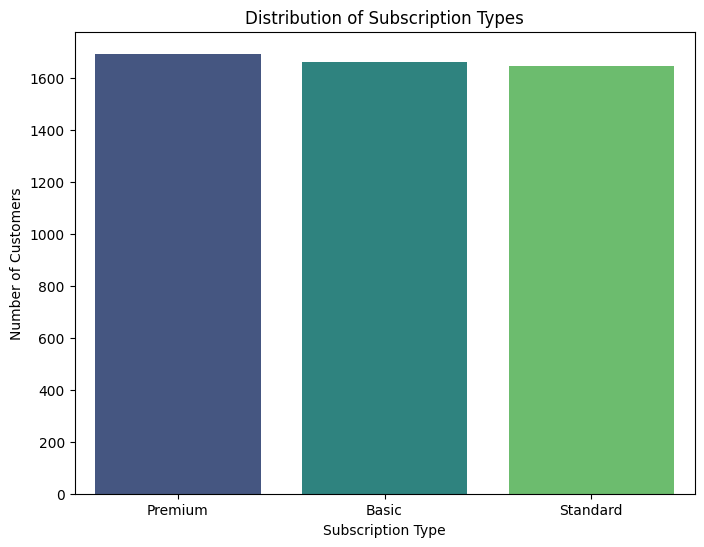 Distribution of Subscription Types
Number of Customers
1600
1400
1200
1000
800
600
400
200
0
Premium Basic Standard
Subscription Type